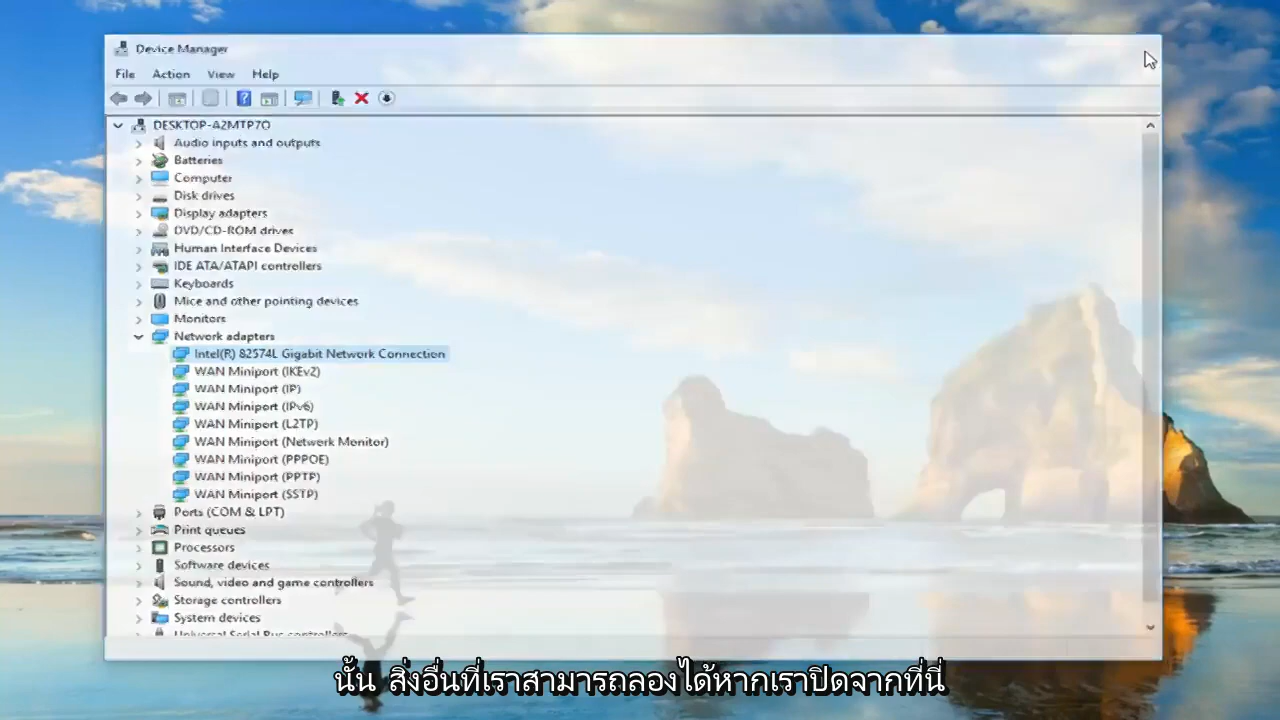 Device Manager
File Action View Help
DESKTOP-A2MTP7O
Audio inputs and outputs
Batteries
Computer
Disk drives
Display adapters
DVD/CD-ROM drives
Human Interface Devices
IDE ATA/ATAPI controllers
Keyboards
Mice and other pointing devices
Monitors
Network adapters
Intel(R) 82574L Gigabit Network Connection
WAN Miniport (IKEv2)
WAN Miniport (IP)
WAN Miniport (IPv6)
WAN Miniport (L2TP)
WAN Miniport (Network Monitor)
WAN Miniport (PPPOE)
WAN Miniport (PPTP)
WAN Miniport (SSTP)
Ports (COM & LPT)
Print queues
Processors
Software devices
Sound, video and game controllers
Storage controllers
System devices
Universal Serial Bus controllers
นั้น สิ่งอื่นที่เราสามารถลองได้หากเราปิดจากที่นี่